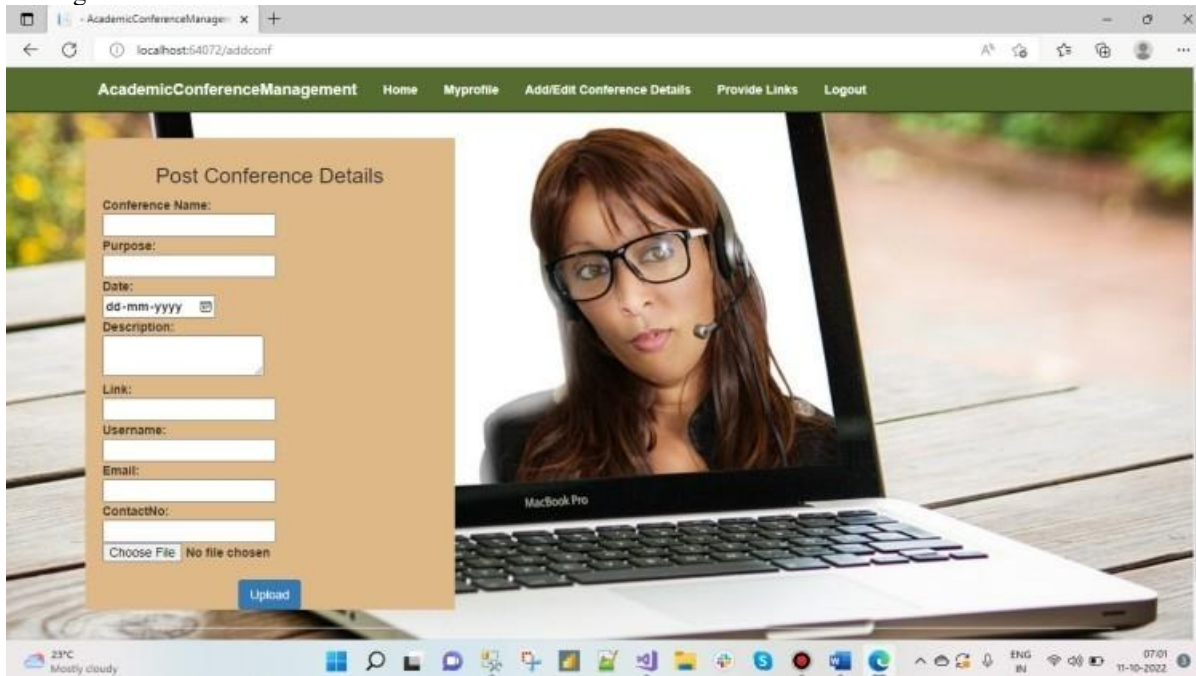 - AcademicConferenceManagem
localhost:64072/addconf
AcademicConferenceManagement Home Myprofile Add/Edit Conference Details Provide Links Logout
Post Conference Details
Conference Name:
Purpose:
Date:
dd-mm-yyyy
Description:
Link:
Username:
Email:
ContactNo:
Choose File No file chosen
Upload
MacBook Pro
23°C
Mostly cloudy
ENG
IN
07:01
11-10-2022